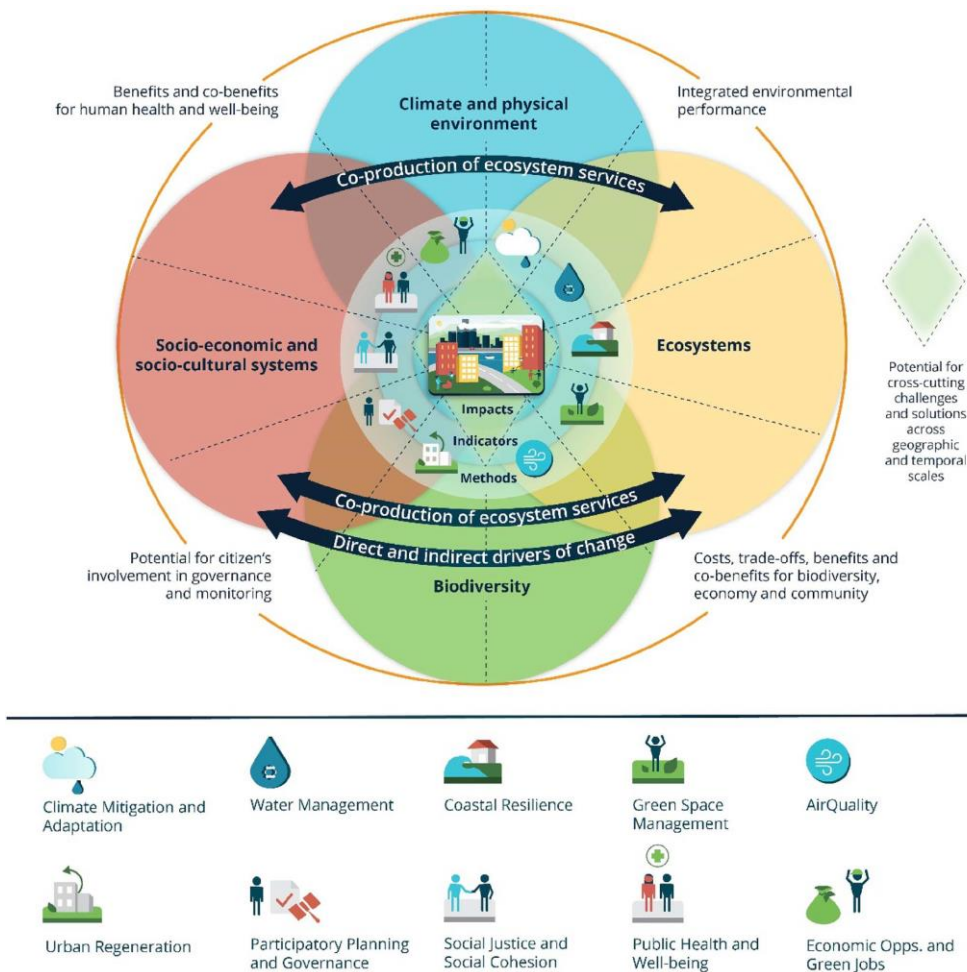 Benefits and co-benefits
for human health and well-being
Integrated environmental
performance
Climate and physical
environment
Co-production of ecosystem services
Socio-economic and
socio-cultural systems
Ecosystems
Impacts
Indicators
Methods
Potential for
cross-cutting
challenges
and solutions
across
geographic
and temporal
scales
Co-production of ecosystem services
Direct and indirect drivers of change
Biodiversity
Potential for citizen's
involvement in governance
and monitoring
Costs, trade-offs, benefits and
co-benefits for biodiversity,
economy and community
Climate Mitigation and
Adaptation
Water Management
Coastal Resilience
Green Space
Management
AirQuality
Urban Regeneration
Participatory Planning
and Governance
Social Justice and
Social Cohesion
Public Health and
Well-being
Economic Opps. and
Green Jobs